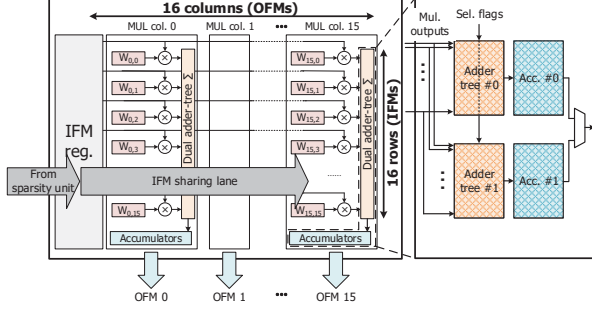 16 columns (OFMs)
MUL col. 0
MUL col. 1
•••
MUL col. 15
W0,0
W0,1
W0,2
W0,3
W0,15
Dual adder-tree Σ
Accumulators
W15,0
W15,1
W15,2
W15,3
......
W15,15
Dual adder-tree Σ
Accumulators
16 rows (IFMs)
IFM
reg.
From
sparsity unit
IFM sharing lane
OFM 0
OFM 1
•••
OFM 15
Mul.
outputs
Sel. flags
Adder
tree #0
Acc. #0
Adder
tree #1
Acc. #1